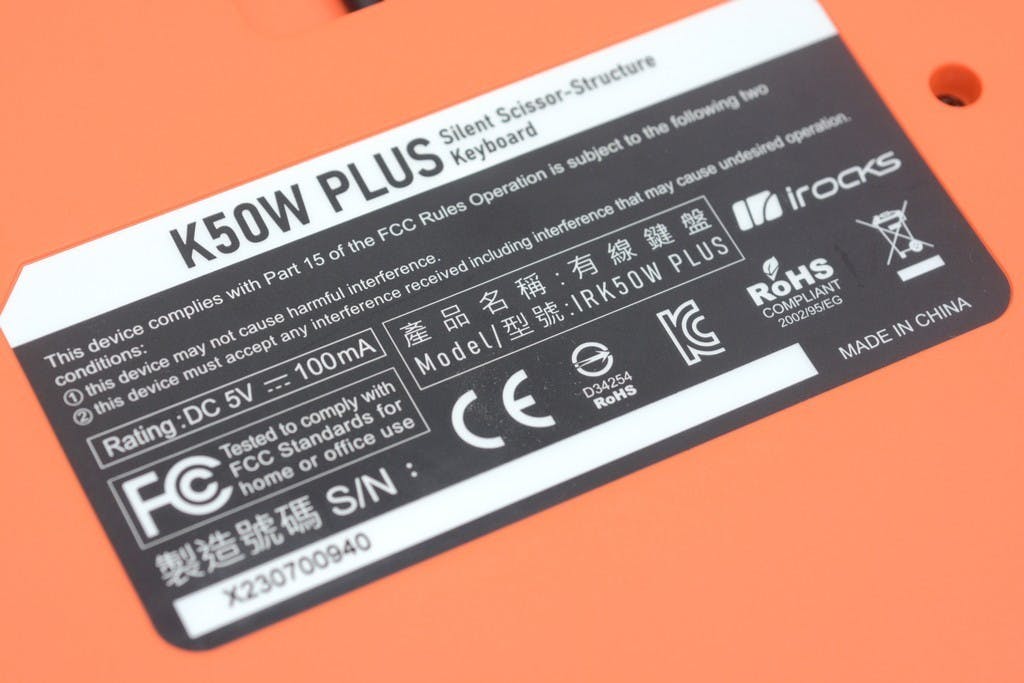 K50W PLUS Silent Scissor-Structure
Keyboard
This device complies with Part 15 of the FCC Rules Operation is subject to the following two
conditions:
① this device may not cause harmful interference.
② this device must accept any interference received including interference that may cause undesired operation.
Rating:DC 5V 100mA
產品名稱:有線鍵盤
Model/型號:IRK50W PLUS
irocks
FC
Tested to comply with
FCC Standards for
home or office use
CE
D34254
RoHS
KC
RoHS
COMPLIANT
2002/95/EG
MADE IN CHINA
製造號碼 S/N:
X230700940